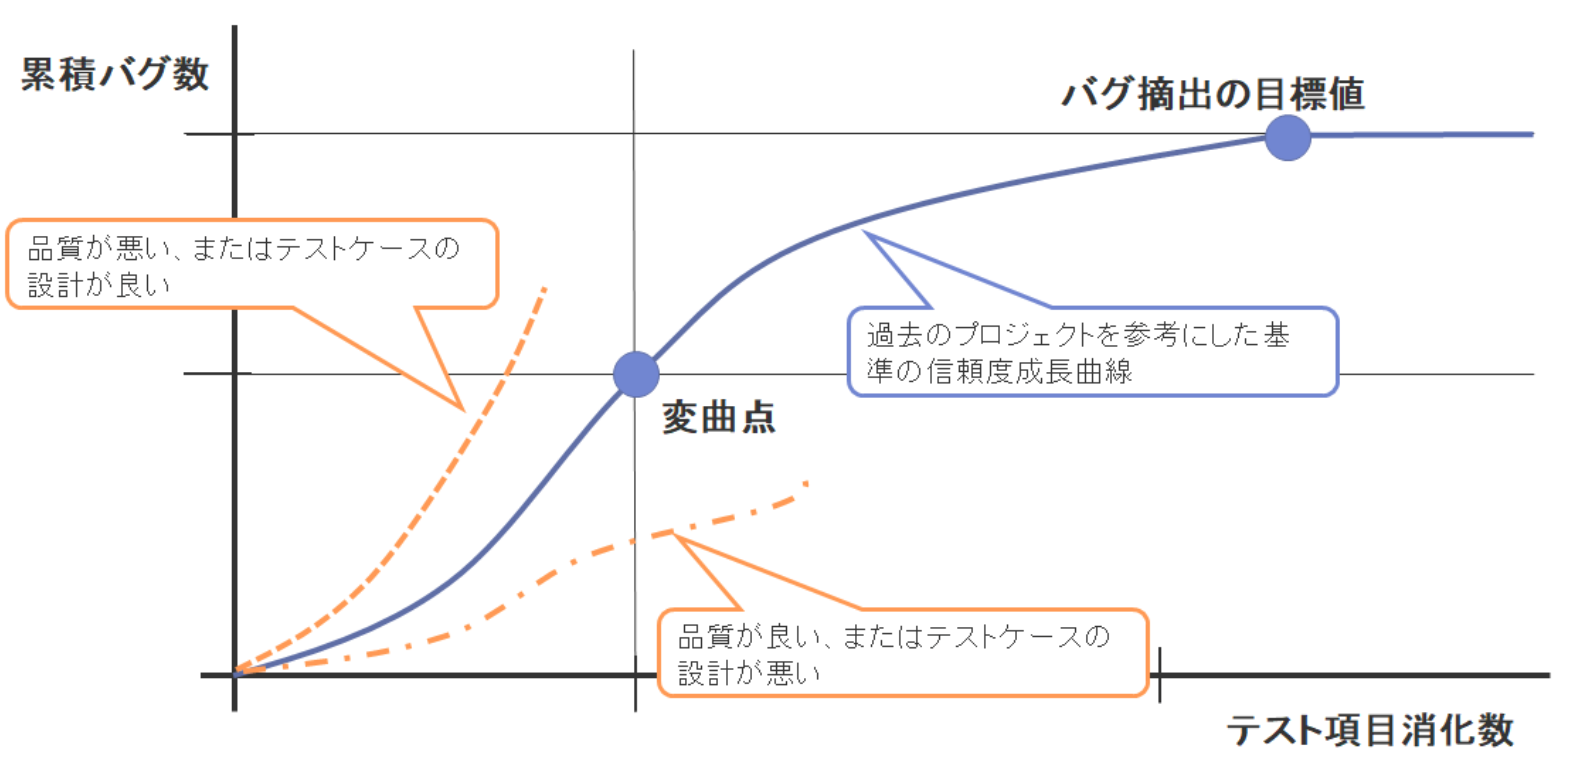 累積バグ数
バグ摘出の目標値
品質が悪い、またはテストケースの
設計が良い
過去のプロジェクトを参考にした基
準の信頼度成長曲線
変曲点
品質が良い、またはテストケースの
設計が悪い
テスト項目消化数